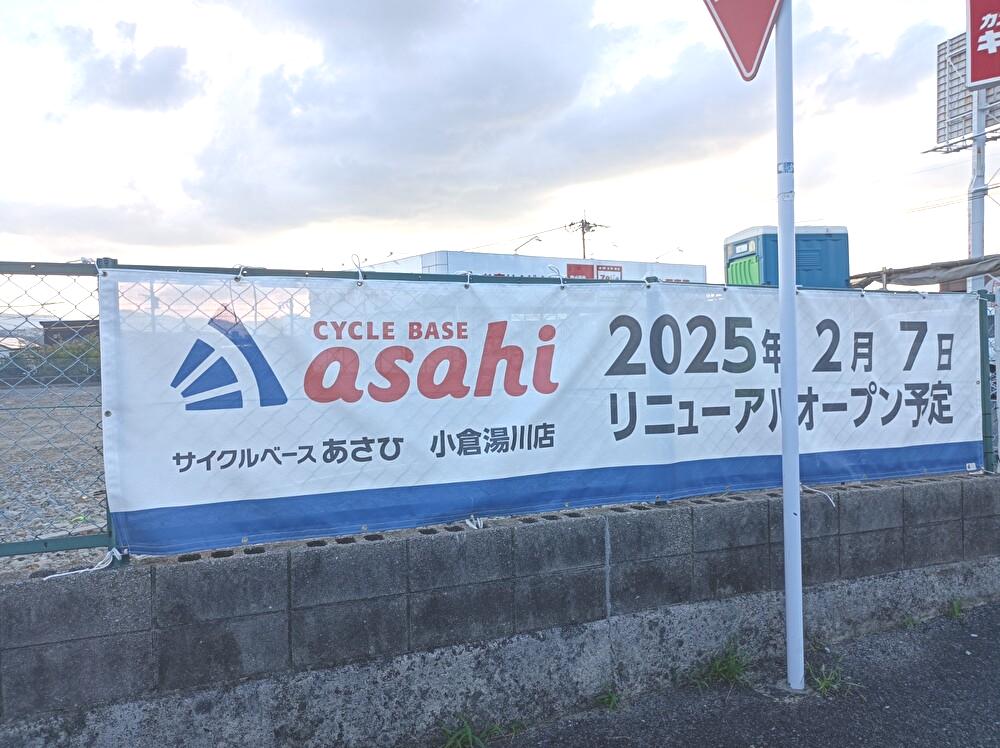 CYCLE BASE
asahi
サイクルベース あさひ 小倉湯川店
2025年 2月 7日
リニューアルオープン予定